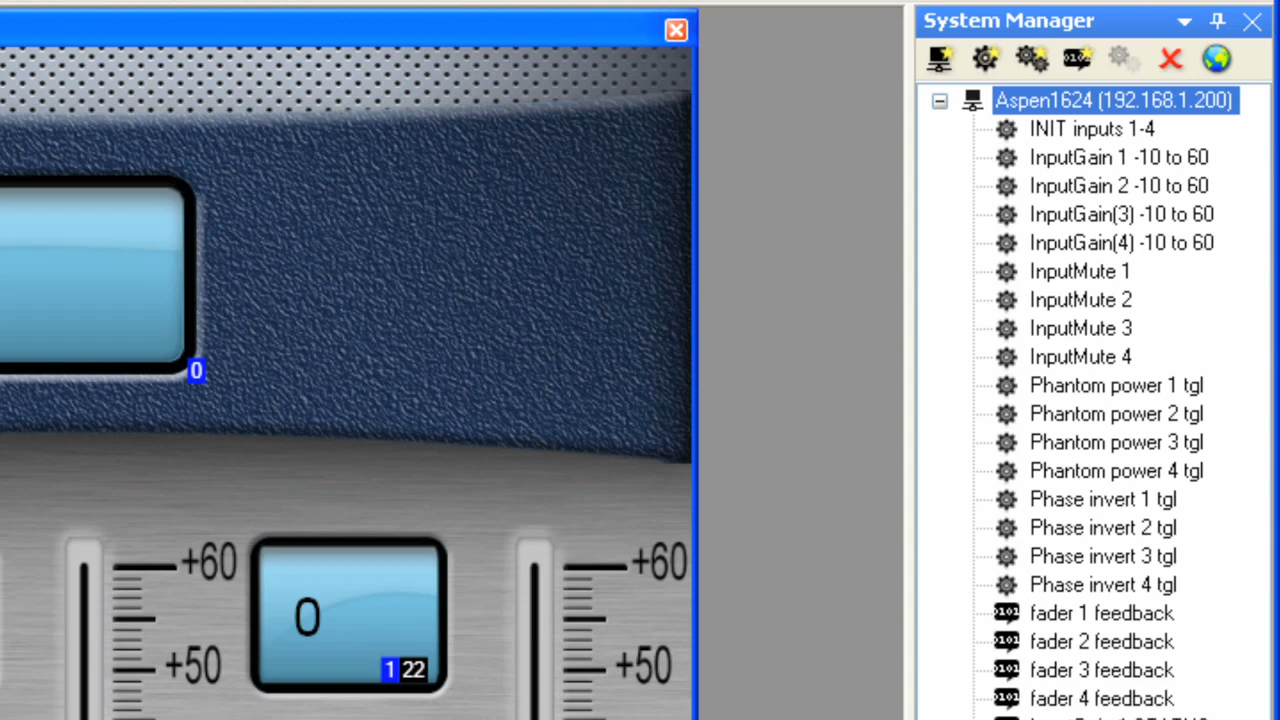 System Manager
Aspen1624 (192.168.1.200)
INIT inputs 1-4
InputGain 1 -10 to 60
InputGain 2 -10 to 60
InputGain(3) -10 to 60
InputGain(4) -10 to 60
InputMute 1
InputMute 2
InputMute 3
InputMute 4
Phantom power 1 tgl
Phantom power 2 tgl
Phantom power 3 tgl
Phantom power 4 tgl
Phase invert 1 tgl
Phase invert 2 tgl
Phase invert 3 tgl
Phase invert 4 tgl
fader 1 feedback
fader 2 feedback
fader 3 feedback
fader 4 feedback
0
+60
+50
0
1 22
+60
+50